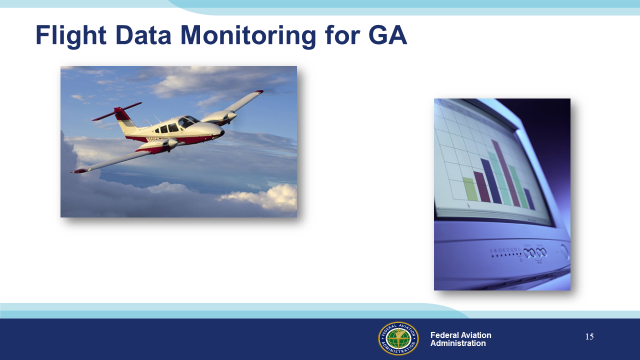 Flight Data Monitoring for GA
Federal Aviation
Administration
15